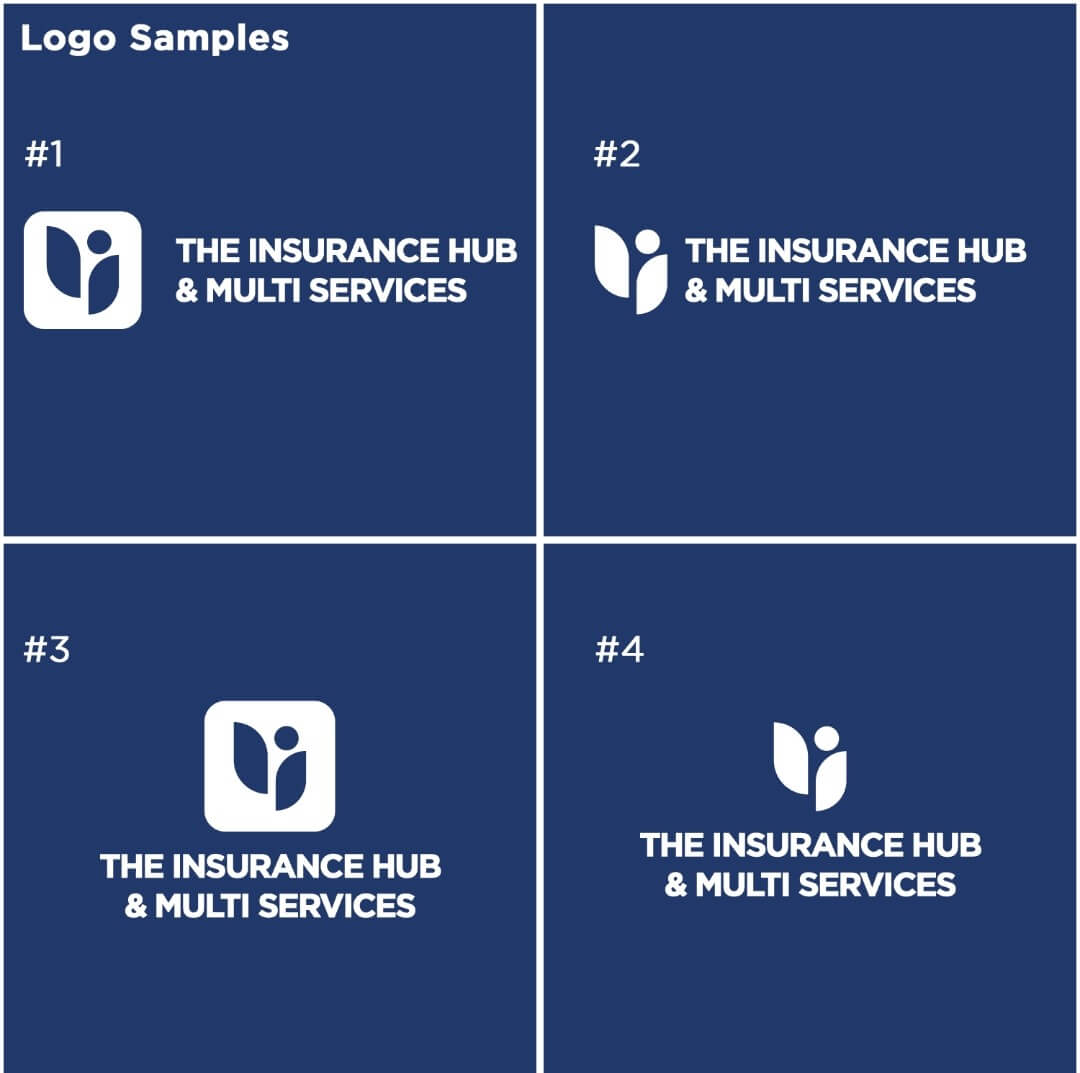 Logo Samples
#1
THE INSURANCE HUB
& MULTI SERVICES
#2
THE INSURANCE HUB
& MULTI SERVICES
#3
THE INSURANCE HUB
& MULTI SERVICES
#4
THE INSURANCE HUB
& MULTI SERVICES